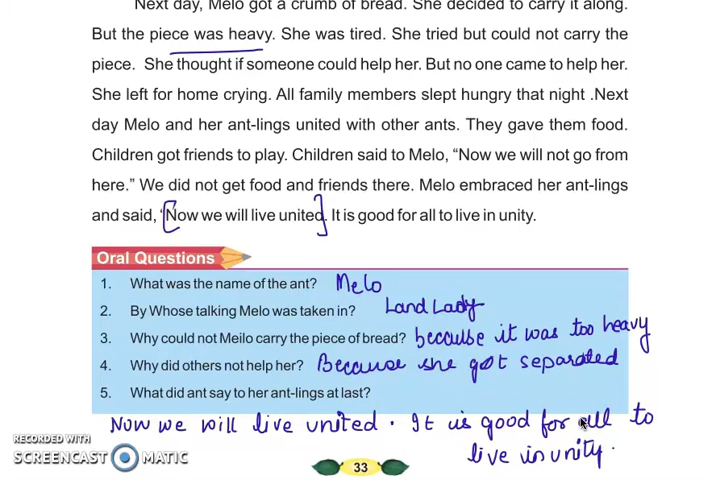 Next day, Melo got a crumb of bread. She decided to carry it along.
But the piece was heavy. She was tired. She tried but could not carry the
piece. She thought if someone could help her. But no one came to help her.
She left for home crying. All family members slept hungry that night .Next
day Melo and her ant-lings united with other ants. They gave them food.
Children got friends to play. Children said to Melo, “Now we will not go from
here.” We did not get food and friends there. Melo embraced her ant-lings
and said, ‘[Now we will live united]. It is good for all to live in unity.
Oral Questions
1. What was the name of the ant? Melo
2. By Whose talking Melo was taken in? Land Lady
3. Why could not Meilo carry the piece of bread? because it was too heavy
4. Why did others not help her? Because she got separated
5. What did ant say to her ant-lings at last?
Now we will live united. It is good for all to
live in unity.
RECORDED WITH
SCREENCAST MATIC
33